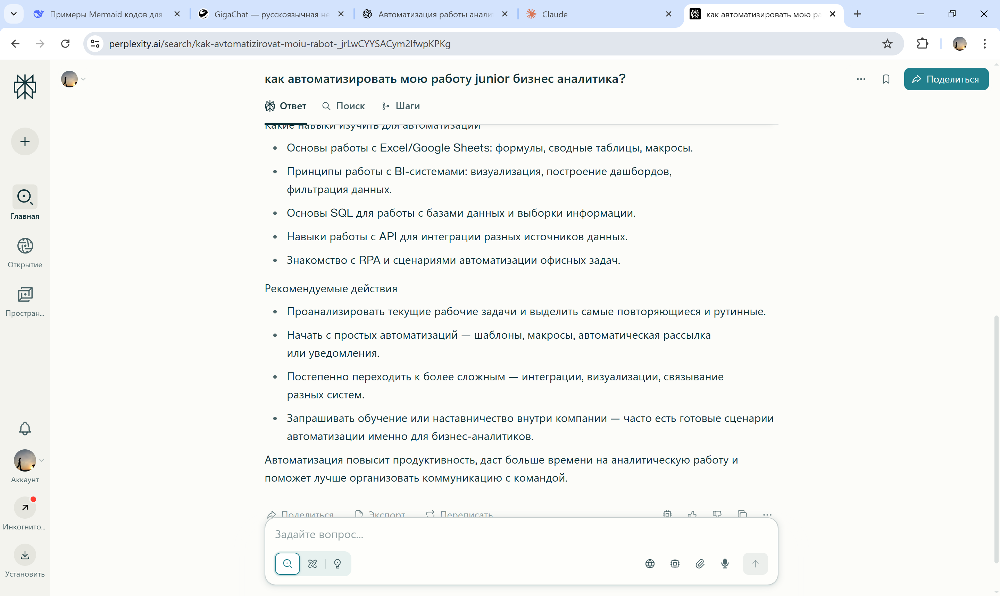 Примеры Mermaid кодов для
GigaChat — русскоязычная не
Автоматизация работы анали
Claude
как автоматизировать мою ра
perplexity.ai/search/kak-avtomatizirovat-moiu-rabot-_jrLwCYYSACym2lfwpKPKg
как автоматизировать мою работу junior бизнес аналитика?
Поделиться
Ответ
Поиск
Шаги
Какие навыки изучить для автоматизации
Основы работы с Excel/Google Sheets: формулы, сводные таблицы, макросы.
Принципы работы с BI-системами: визуализация, построение дашбордов,
фильтрация данных.
Основы SQL для работы с базами данных и выборки информации.
Навыки работы с API для интеграции разных источников данных.
Знакомство с RPA и сценариями автоматизации офисных задач.
Рекомендуемые действия
Проанализировать текущие рабочие задачи и выделить самые повторяющиеся и рутинные.
Начать с простых автоматизаций — шаблоны, макросы, автоматическая рассылка
или уведомления.
Постепенно переходить к более сложным — интеграции, визуализации, связывание
разных систем.
Запрашивать обучение или наставничество внутри компании — часто есть готовые сценарии
автоматизации именно для бизнес-аналитиков.
Автоматизация повысит продуктивность, даст больше времени на аналитическую работу и
поможет лучше организовать коммуникацию с командой.
Поделиться
Экспорт
Переписать
Задайте вопрос...
Главная
Открытие
Простран...
Аккаунт
Инкогнито...
Установить